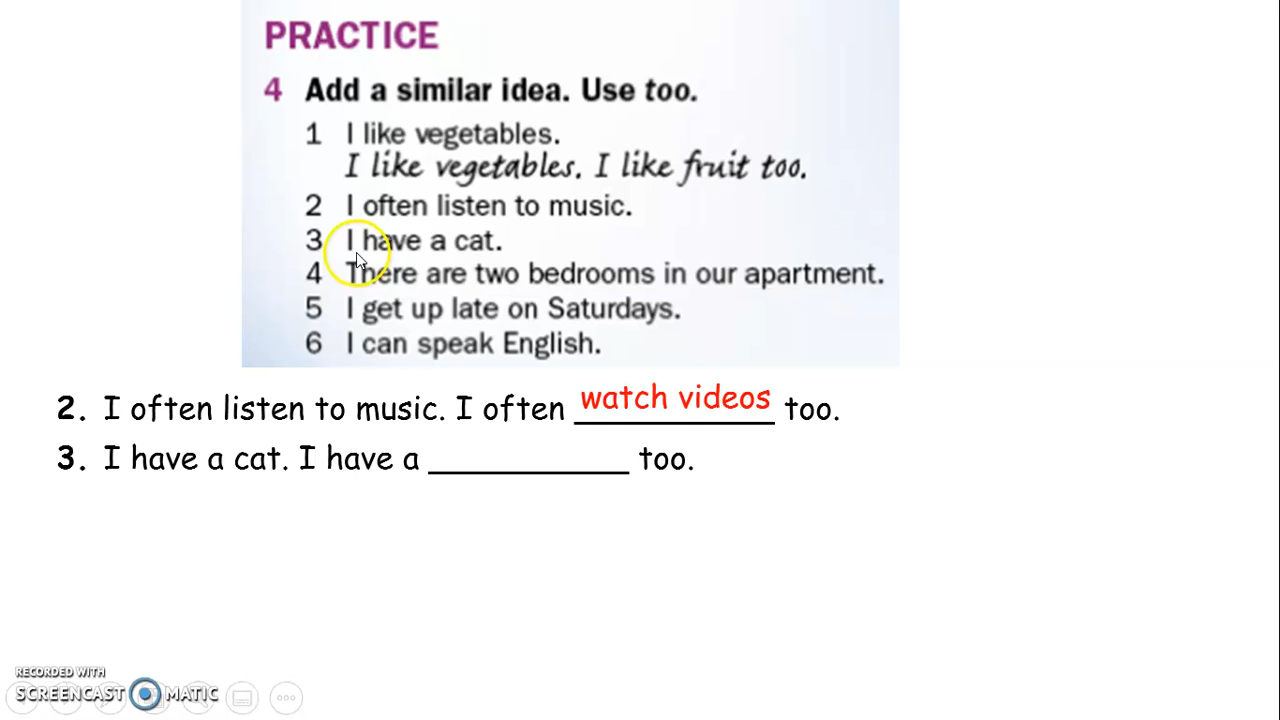 PRACTICE
4 Add a similar idea. Use too.
1 I like vegetables.
I like vegetables. I like fruit too.
2 I often listen to music.
3 I have a cat.
4 There are two bedrooms in our apartment.
5 I get up late on Saturdays.
6 I can speak English.
2. I often listen to music. I often watch videos too.
3. I have a cat. I have a ___________ too.
RECORDED WITH
SCREENCAST MATIC